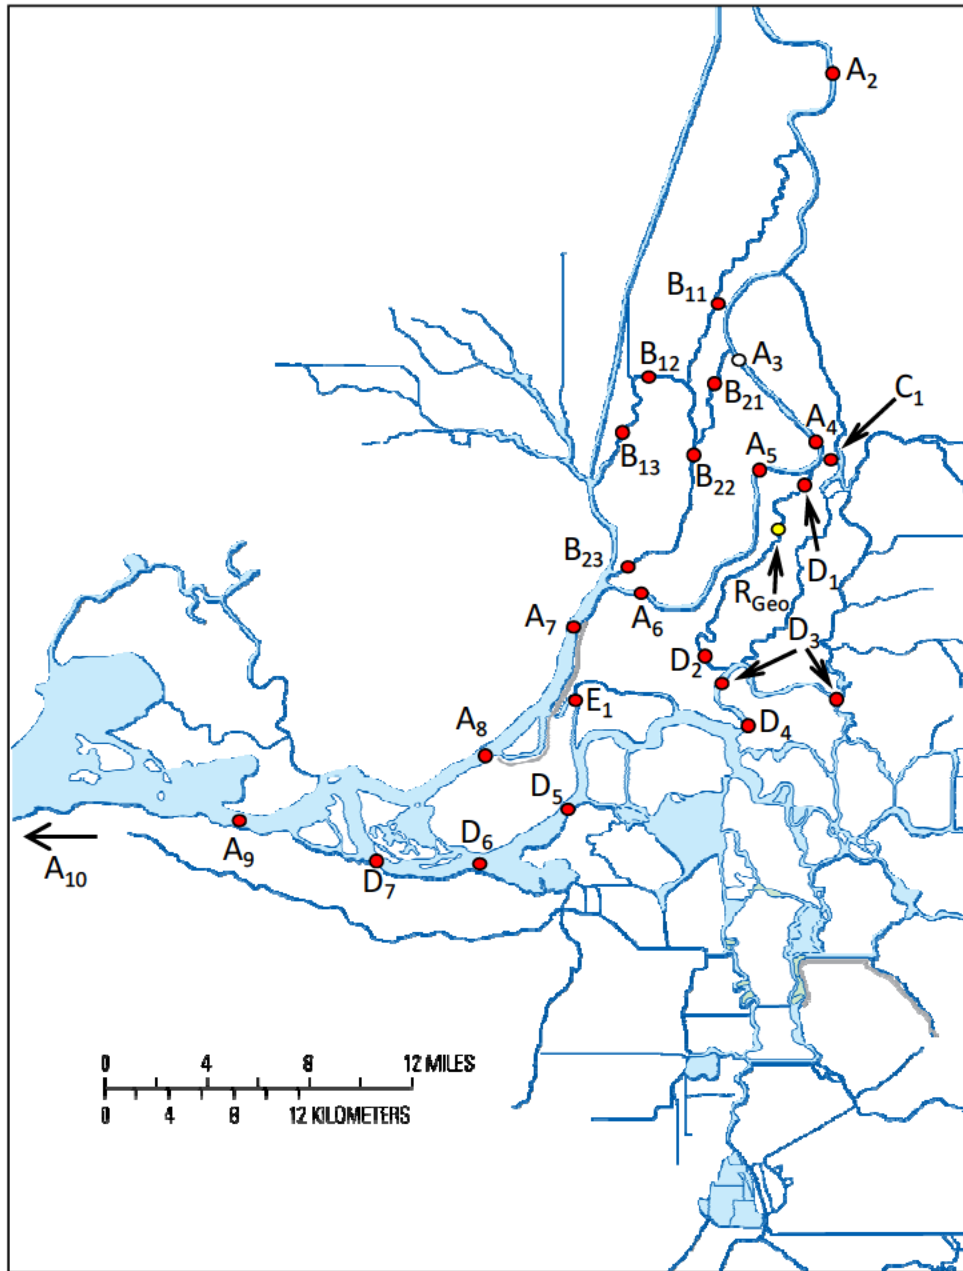 A2
B11
A3
B12
B21
C1
A4
A5
B13
B22
B23
D1
RGeo
A6
A7
D3
D2
E1
A8
D4
D5
A9
D6
A10
D7
0 4 8 12 MILES
0 4 8 12 KILOMETERS